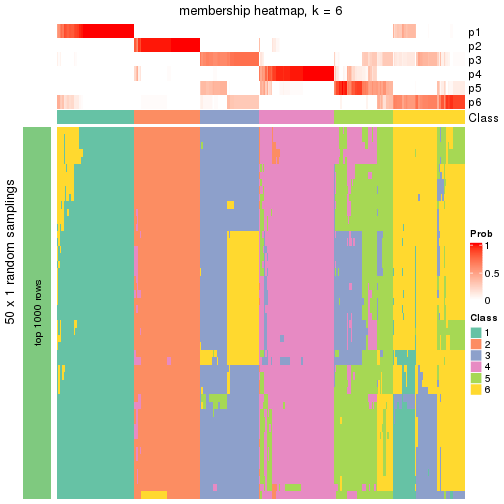 membership heatmap, k = 6
p1
p2
p3
p4
p5
p6
Class
50 x 1 random samplings
top 1000 rows
Prob
1
0.5
0
Class
1
2
3
4
5
6